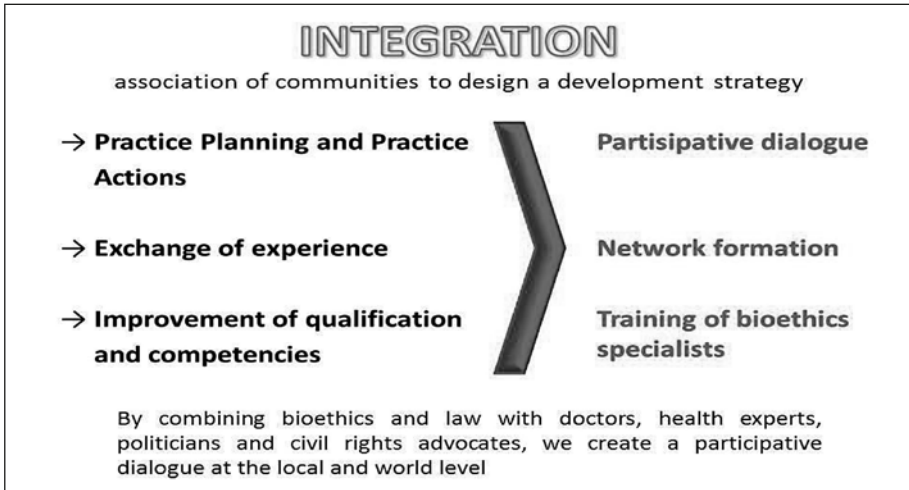 INTEGRATION
association of communities to design a development strategy
→ Practice Planning and Practice
Actions
→ Exchange of experience
→ Improvement of qualification
and competencies
Partisipative dialogue
Network formation
Training of bioethics
specialists
By combining bioethics and law with doctors, health experts,
politicians and civil rights advocates, we create a participative
dialogue at the local and world level